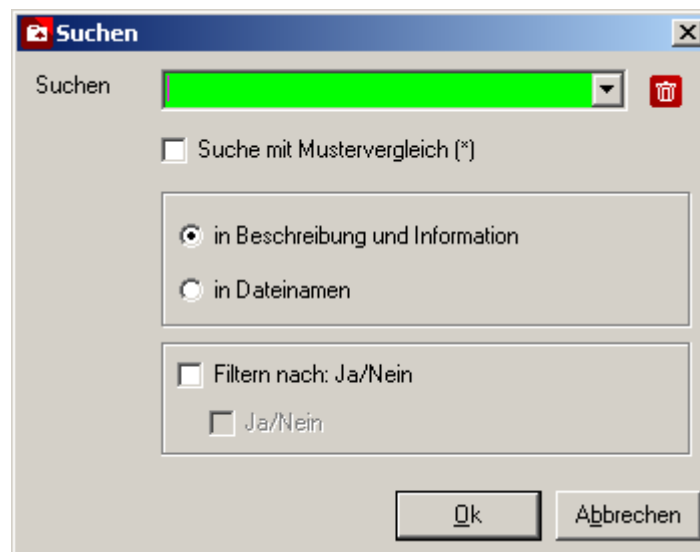 Suchen
Suchen
Suche mit Mustervergleich (*)
in Beschreibung und Information
in Dateinamen
Filtern nach: Ja/Nein
Ja/Nein
Ok Abbrechen